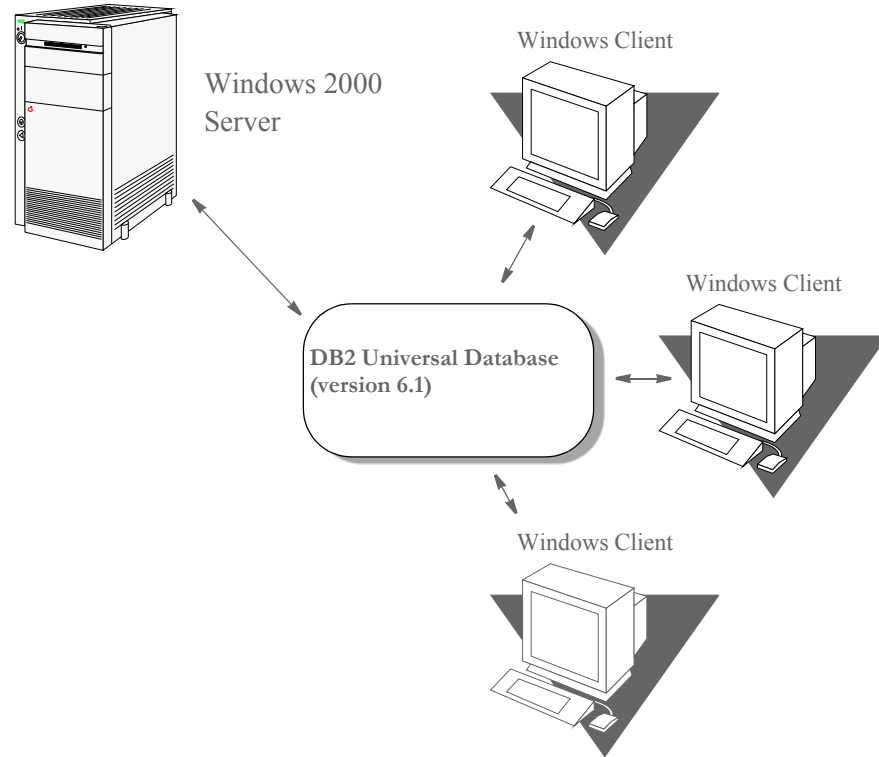 Windows Client
Windows 2000
Server
Windows Client
DB2 Universal Database
(version 6.1)
Windows Client